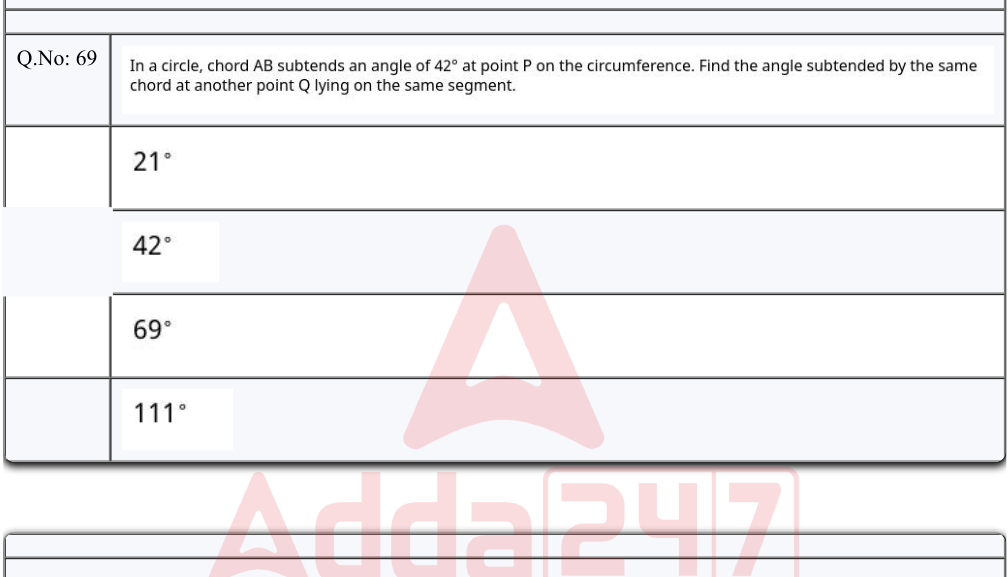 Q.No: 69
In a circle, chord AB subtends an angle of 42° at point P on the circumference. Find the angle subtended by the same
chord at another point Q lying on the same segment.
21°
42°
69°
111°
Adda247